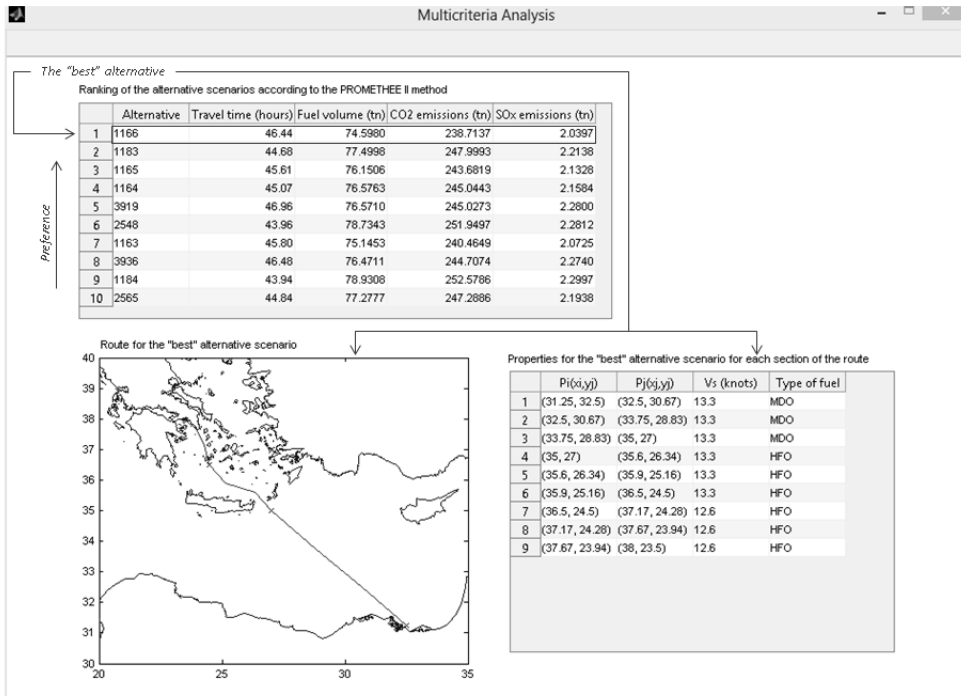 Multicriteria Analysis
The "best" alternative
Ranking of the alternative scenarios according to the PROMETHEE II method
Alternative Travel time (hours) Fuel volume (tn) CO2 emissions (tn) SOx emissions (tn)
1 1166 46.44 74.5980 238.7137 2.0397
2 1183 44.68 77.4998 247.9993 2.2138
3 1165 45.61 76.1506 243.6819 2.1328
4 1164 45.07 76.5763 245.0443 2.1584
5 3919 46.96 76.5710 245.0273 2.2800
6 2548 43.96 78.7343 251.9497 2.2812
7 1163 45.80 75.1453 240.4649 2.0725
8 3936 46.48 76.4711 244.7074 2.2740
9 1184 43.94 78.9308 252.5786 2.2997
10 2565 44.84 77.2777 247.2886 2.1938
Preference
Route for the "best" alternative scenario
40
39
38
37
36
35
34
33
32
31
30
20 25 30 35
Properties for the "best" alternative scenario for each section of the route
Pi(xi,yj) Pj(xj,yj) Vs (knots) Type of fuel
1 (31.25, 32.5) (32.5, 30.67) 13.3 MDO
2 (32.5, 30.67) (33.75, 28.83) 13.3 MDO
3 (33.75, 28.83) (35, 27) 13.3 MDO
4 (35, 27) (35.6, 26.34) 13.3 HFO
5 (35.6, 26.34) (35.9, 25.16) 13.3 HFO
6 (35.9, 25.16) (36.5, 24.5) 13.3 HFO
7 (36.5, 24.5) (37.17, 24.28) 12.6 HFO
8 (37.17, 24.28) (37.67, 23.94) 12.6 HFO
9 (37.67, 23.94) (38, 23.5) 12.6 HFO